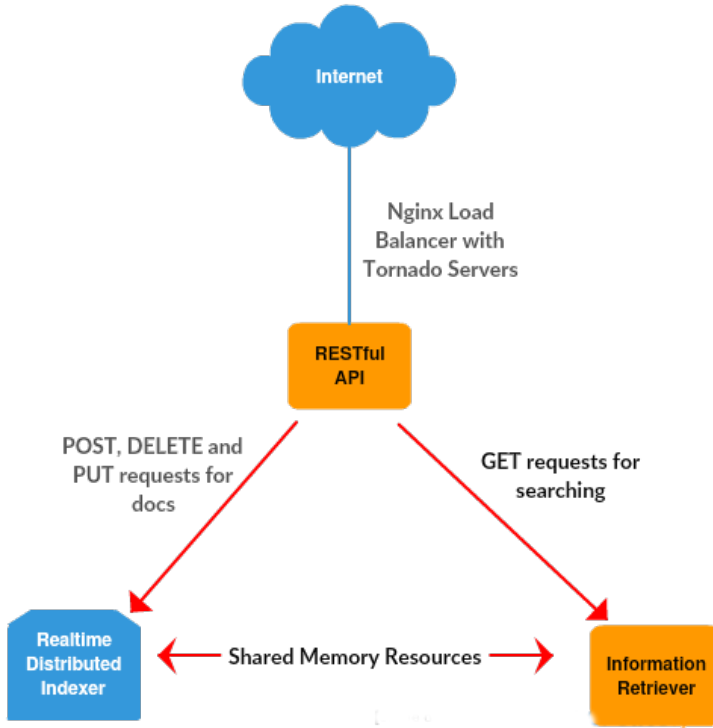 Internet
Nginx Load
Balancer with
Tornado Servers
RESTful
API
POST, DELETE and
PUT requests for
docs
GET requests for
searching
Realtime
Distributed
Indexer
Shared Memory Resources
Information
Retriever